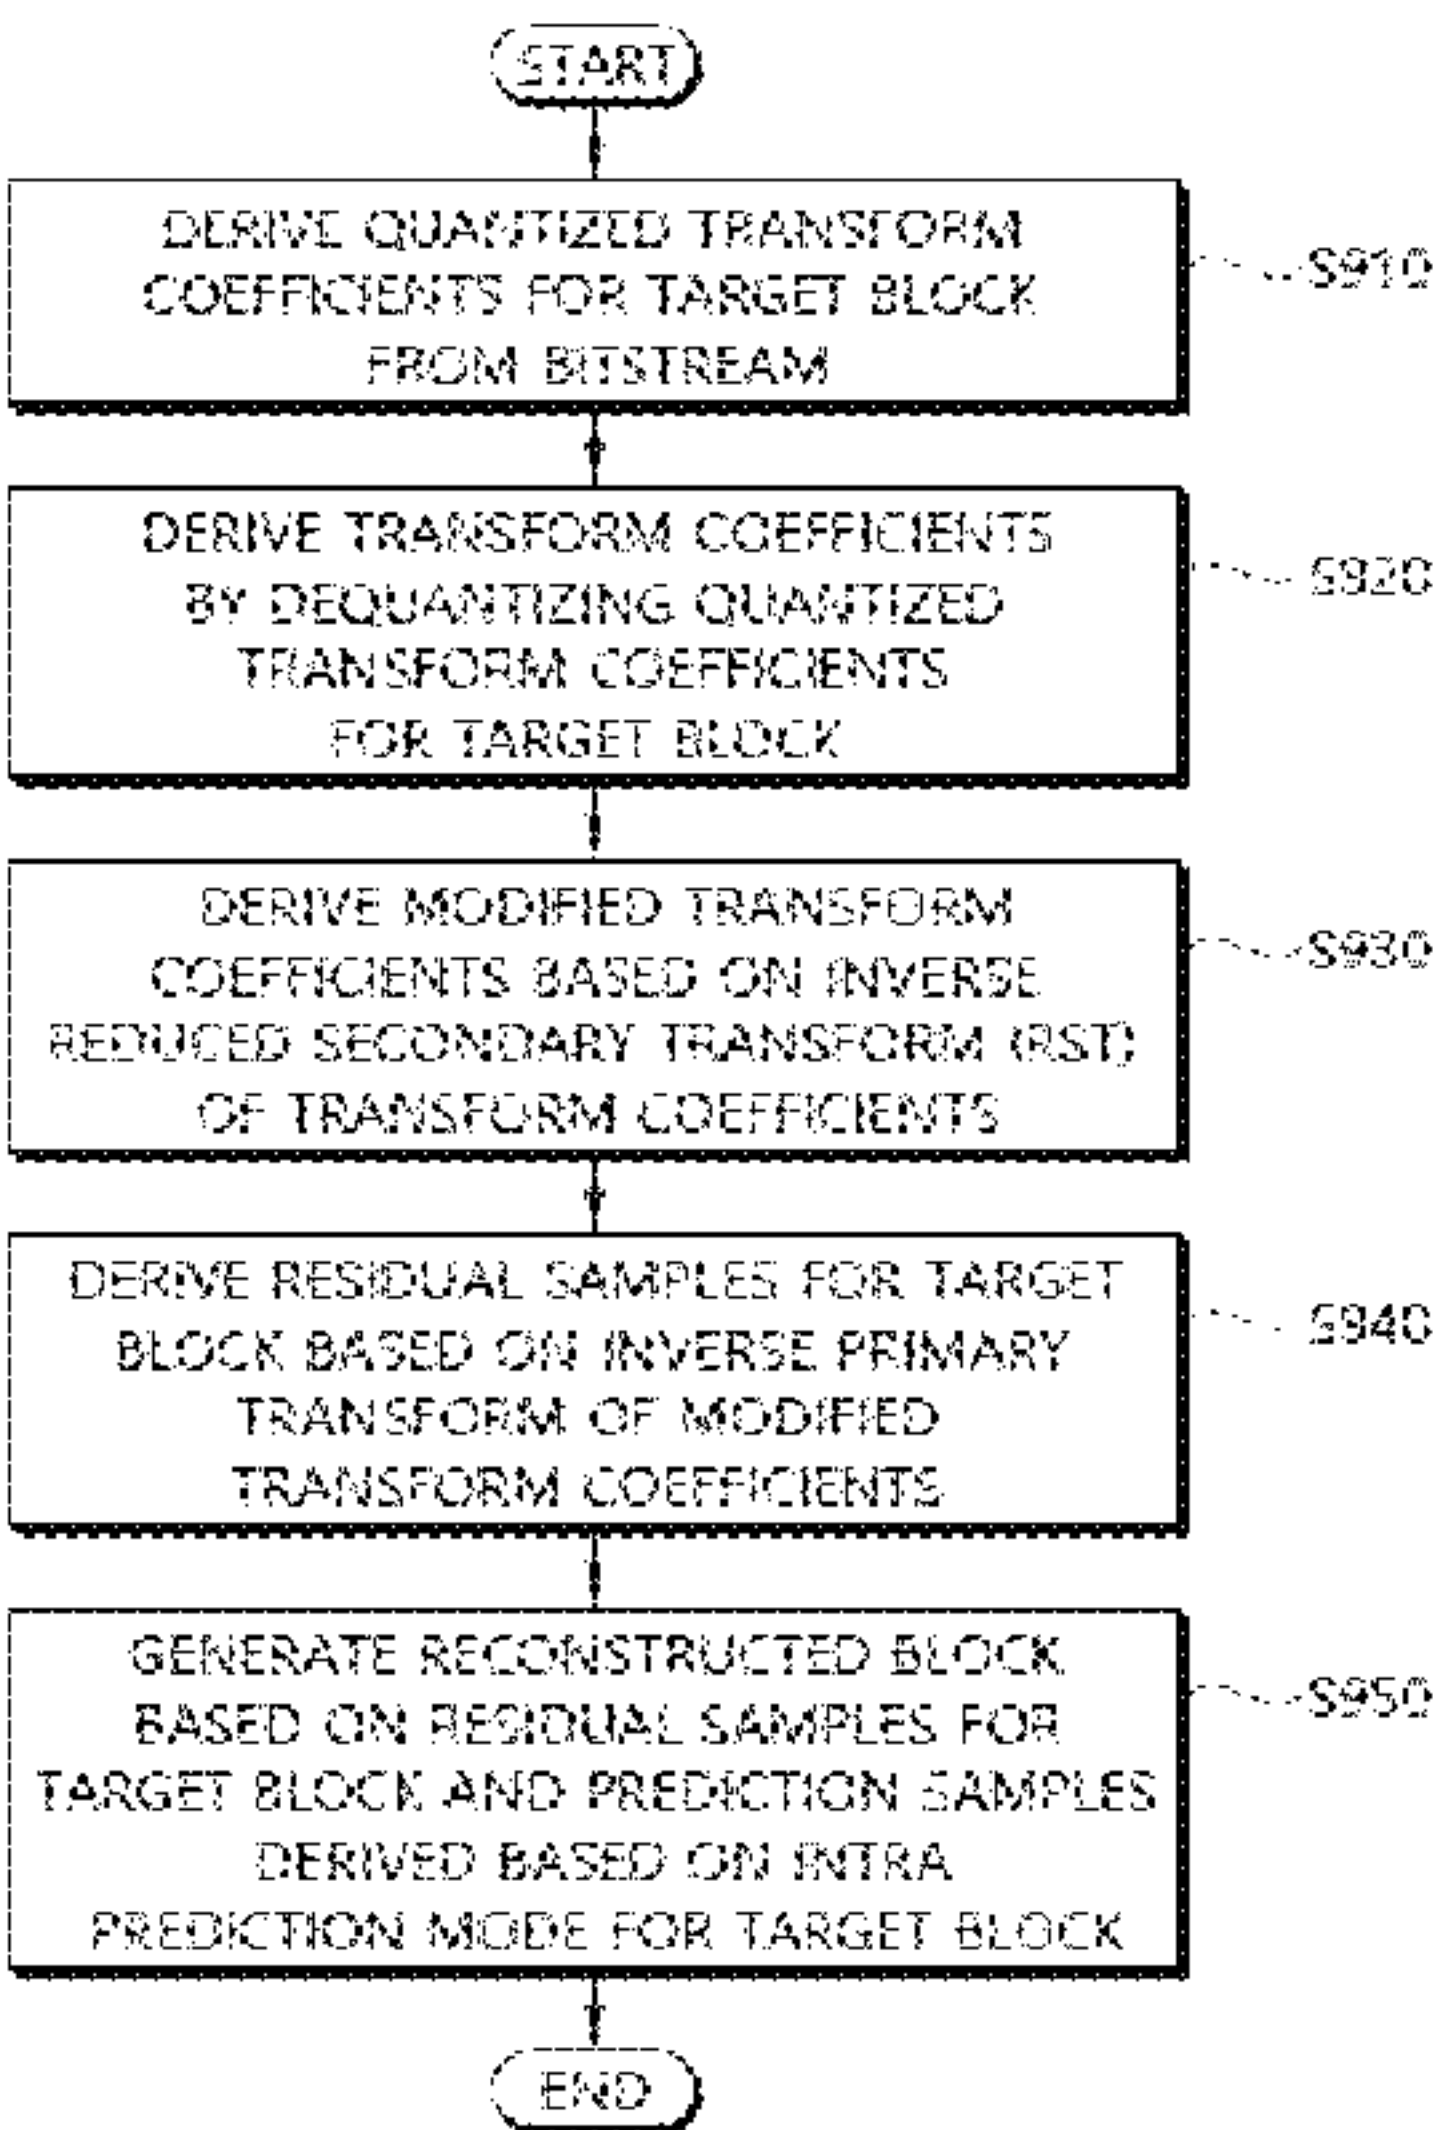 START
DERIVE QUANTIZED TRANSFORM
COEFFICIENTS FOR TARGET BLOCK
FROM BITSTREAM
S910
DERIVE TRANSFORM COEFFICIENTS
BY DEQUANTIZING QUANTIZED
TRANSFORM COEFFICIENTS
FOR TARGET BLOCK
S920
DERIVE MODIFIED TRANSFORM
COEFFICIENTS BASED ON INVERSE
REDUCED SECONDARY TRANSFORM (RST)
OF TRANSFORM COEFFICIENTS
S930
DERIVE RESIDUAL SAMPLES FOR TARGET
BLOCK BASED ON INVERSE PRIMARY
TRANSFORM OF MODIFIED
TRANSFORM COEFFICIENTS
S940
GENERATE RECONSTRUCTED BLOCK
BASED ON RESIDUAL SAMPLES FOR
TARGET BLOCK AND PREDICTION SAMPLES
DERIVED BASED ON INTRA
PREDICTION MODE FOR TARGET BLOCK
S950
END